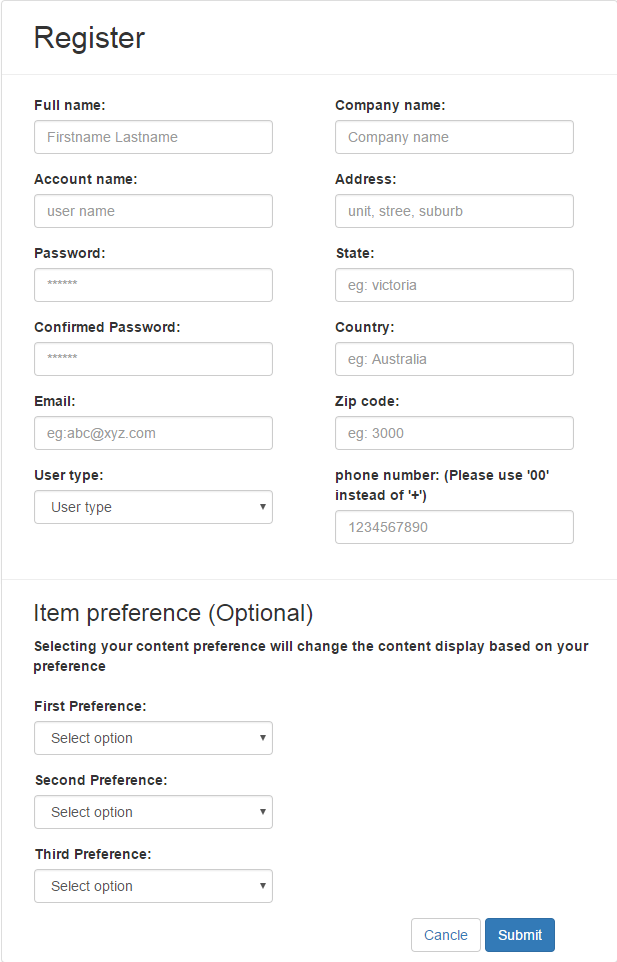 Register
Full name:
Firstname Lastname
Account name:
user name
Password:
******
Confirmed Password:
******
Email:
eg:abc@xyz.com
User type:
User type
Company name:
Company name
Address:
unit, stree, suburb
State:
eg: victoria
Country:
eg: Australia
Zip code:
eg: 3000
phone number: (Please use '00'
instead of '+')
1234567890
Item preference (Optional)
Selecting your content preference will change the content display based on your
preference
First Preference:
Select option
Second Preference:
Select option
Third Preference:
Select option
Cancle
Submit